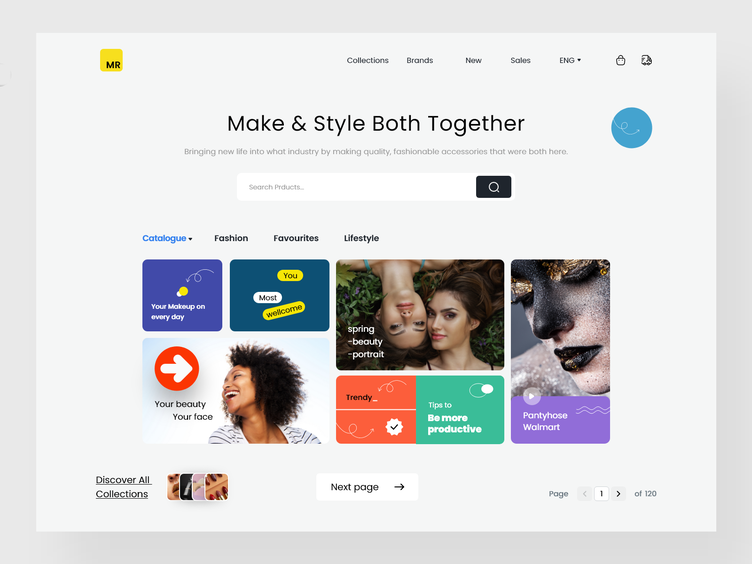 MR
Collections Brands New Sales ENG
Make & Style Both Together
Bringing new life into what industry by making quality, fashionable accessories that were both here.
Search Prducts...
Catalogue Fashion Favourites Lifestyle
Your Makeup on
every day
You
Most
wellcome
spring
-beauty
-portrait
Your beauty
Your face
Trendy_
Tips to
Be more
productive
Pantyhose
Walmart
Discover All
Collections
Next page
Page 1 of 120